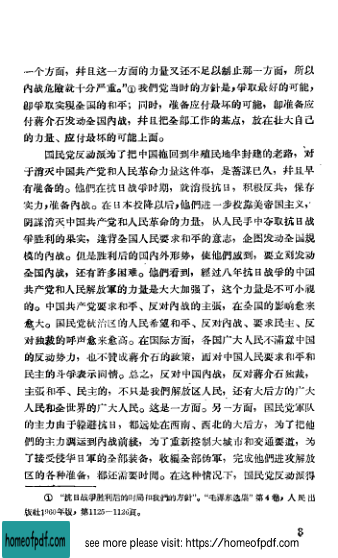 一个方面，并且这一方面的力量又还不足以制止那一方面，所以
内战危险就十分严重。"①我們党当时的方針是，爭取最好的可能，
卽爭取实現全国的和平；同时，准备应付最坏的可能，卽准备应
付蔣介石发动全国內战，幷且把全部工作的基点，放在壮大自己
的力量、应付最坏的可能上面。
国民党反动派为了把中国拖回到半殖民地半封建的老路，对
于消灭中国共产党和人民革命力量这件事，是蓄謀已久，幷且早
有准备的。他們在抗日战爭时期，就消极抗日，积极反共，保存
实力，准备內战。在日本投降以后，他們进一步投靠美帝国主义，
阴謀消灭中国共产党和人民革命的力量，从人民手中夺取抗日战
爭胜利的果实，違背全国人民要求和平的意志，企图发动全国規
模的內战。但是胜利后的国內外形势，使他們感到，要立刻发动
全国內战，还有許多困难。他們看到，經过八年抗日战爭的中国
共产党和人民解放軍的力量是大大加强了，这个力量是不可小視
的。中国共产党要求和平、反对內战的主張，在全国的影响愈来
愈大。国民党統治区的人民希望和平、反对內战、要求民主、反
对独裁的呼声愈来愈高。在国际方面，各国广大人民不滿意中国
的反动势力，也不贊成蔣介石的政策，而对中国人民要求和平和
民主的斗爭表示同情。总之，反对中国內战，反对蔣介石独裁，
主張和平、民主的，不只是我們解放区人民，还有大后方的广大
人民和全世界的广大人民。这是一方面。另一方面，国民党軍队
的主力由于躱避抗日，都远处在西南、西北的大后方，为了把他
們的主力調运到內战前綫，为了重新控制大城市和交通要道，为
了接受侵华日軍的全部装备，收編全部伪軍，完成他們进攻解放
区的各种准备，都还需要时間。在这种情况下，国民党反动派得
① "抗日战爭胜利后的时局和我們的方針"。"毛澤东选集"第4卷，人民出
版社1960年版，第1125—1126頁。
3
homeofpdf.com
see more please visit: https://homeofpdf.com